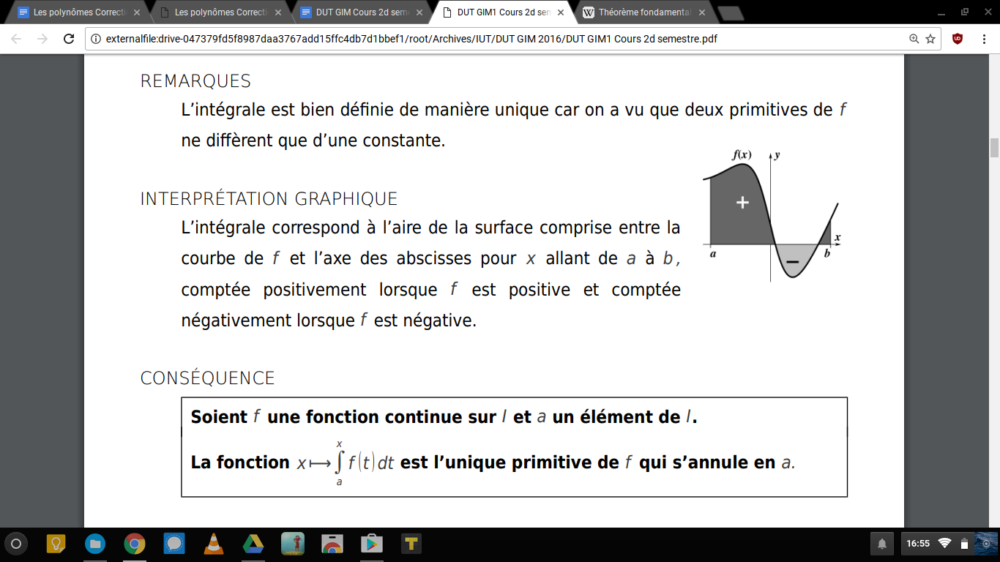 Les polynômes Correcti
Les polynômes Correcti
DUT GIM Cours 2d sem
DUT GIM1 Cours 2d sem
Théorème fondamental
externalfile:drive-047379fd5f8987daa3767add15ffc4db7d1bbef1/root/Archives/IUT/DUT GIM 2016/DUT GIM1 Cours 2d semestre.pdf
REMARQUES
L’intégrale est bien définie de manière unique car on a vu que deux primitives de f
ne diffèrent que d’une constante.
INTERPRÉTATION GRAPHIQUE
L’intégrale correspond à l’aire de la surface comprise entre la
courbe de f et l’axe des abscisses pour x allant de a à b,
comptée positivement lorsque f est positive et comptée
négativement lorsque f est négative.
f(x) y
+
x
a b
−
CONSÉQUENCE
Soient f une fonction continue sur I et a un élément de I.
La fonction x⟼∫ₐˣ f(t)dt est l’unique primitive de f qui s’annule en a.
16:55